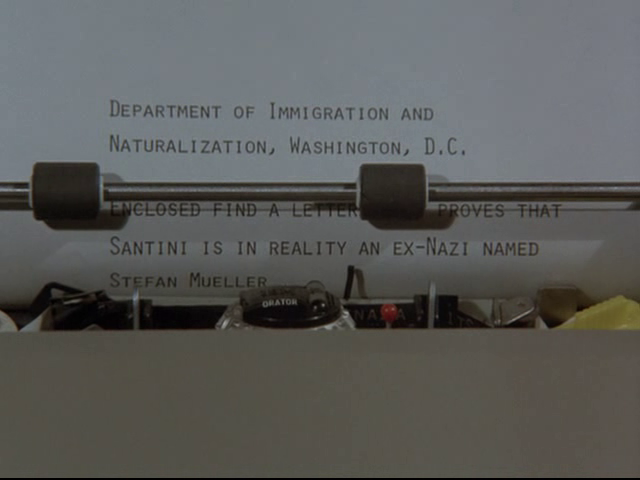 DEPARTMENT OF IMMIGRATION AND
NATURALIZATION, WASHINGTON, D.C.
ENCLOSED FIND A LETTER PROVES THAT
SANTINI IS IN REALITY AN EX-NAZI NAMED
STEFAN MUELLER
ORATOR